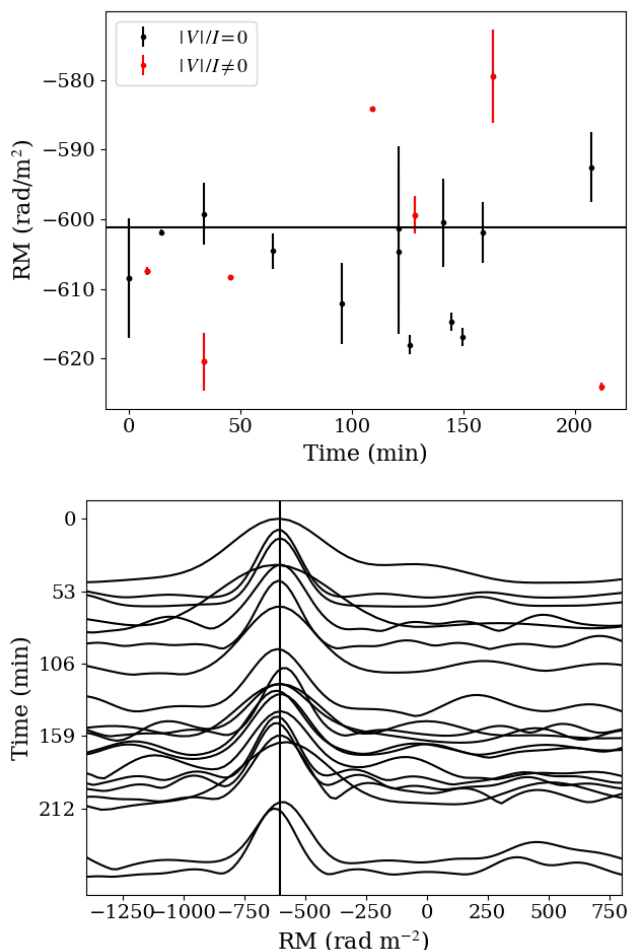 |V|/I=0
|V|/I≠0
−580
−590
−600
−610
−620
RM (rad/m²)
0 50 100 150 200
Time (min)
0
53
106
159
212
Time (min)
−1250 −1000 −750 −500 −250 0 250 500 750
RM (rad m⁻²)